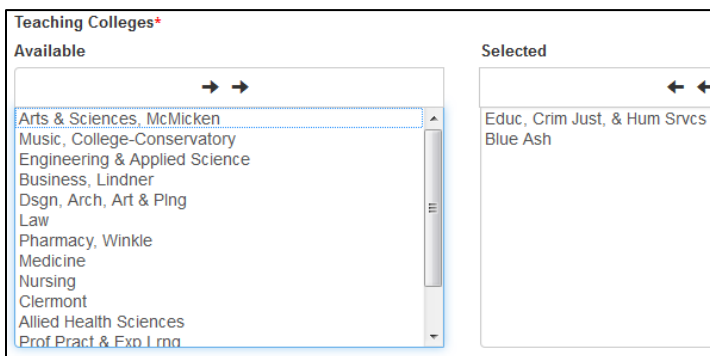 Teaching Colleges*
Available
Arts & Sciences, McMicken
Music, College-Conservatory
Engineering & Applied Science
Business, Lindner
Dsgn, Arch, Art & Plng
Law
Pharmacy, Winkle
Medicine
Nursing
Clermont
Allied Health Sciences
Prof Pract & Exp Lrng
Selected
Educ, Crim Just, & Hum Srvcs
Blue Ash